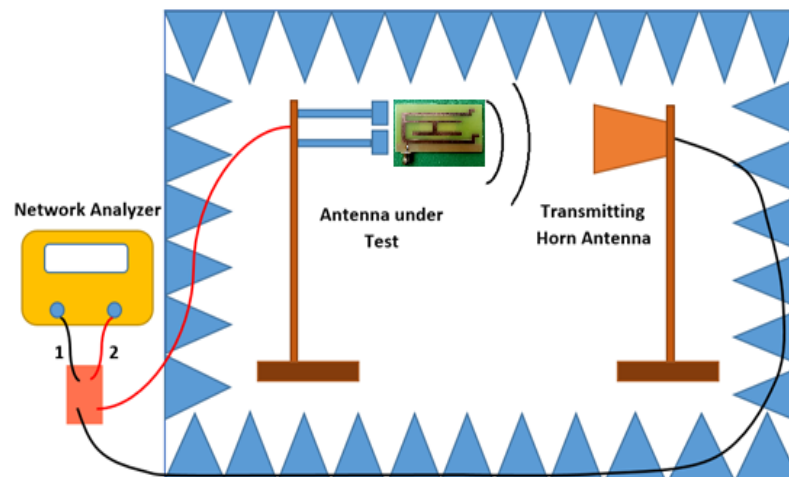 Network Analyzer
1
2
Antenna under
Test
Transmitting
Horn Antenna